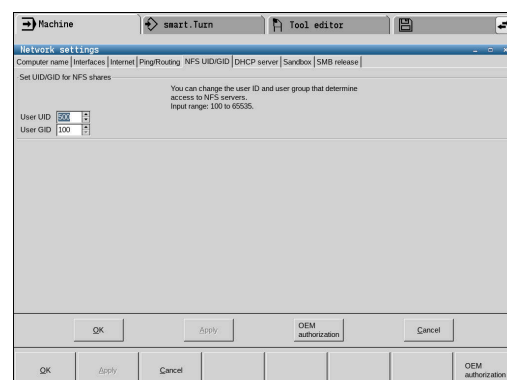 Machine smart.Turn Tool editor
Network settings
Computer name Interfaces Internet Ping/Routing NFS UID/GID DHCP server Sandbox SMB release
Set UID/GID for NFS shares
You can change the user ID and user group that determine
access to NFS servers.
Input range: 100 to 65535.
User UID 500
User GID 100
OK Apply OEM authorization Cancel
OK Apply Cancel OEM authorization